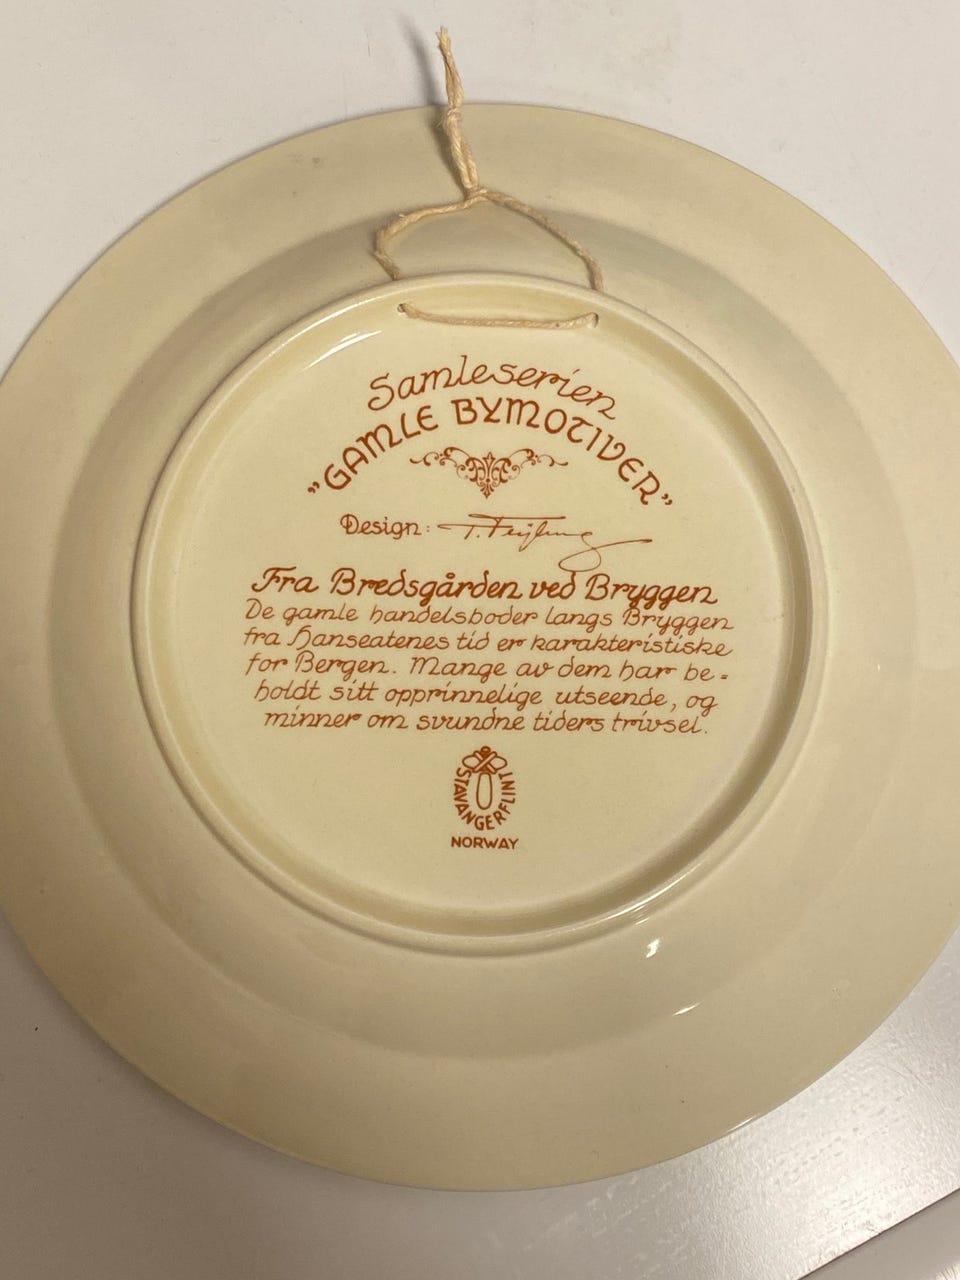 Samleserien
"GAMLE BYMOTIVER"
Design: T. Feyling
Fra Bredsgården ved Bryggen
De gamle handelsboder langs Bryggen
fra Hanseatenes tid er karakteristiske
for Bergen. Mange av dem har be-
holdt sitt opprinnelige utseende, og
minner om svundne tiders trivsel.
STAVANGERFLINT
NORWAY